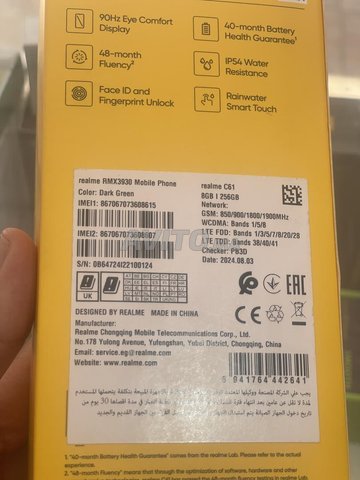 90Hz Eye Comfort Display
40-month Battery Health Guarantee¹
48-month Fluency²
IP54 Water Resistance
Face ID and Fingerprint Unlock
Rainwater Smart Touch
realme RMX3930 Mobile Phone
Color: Dark Green
IMEI1: 867067073608615
IMEI2: 867067073608607
S/N: 0B64724I22100124
realme C61
8GB | 256GB
Network:
GSM: 850/900/1800/1900MHz
WCDMA: Bands 1/5/8
LTE FDD: Bands 1/3/5/7/8/20/28
LTE TDD: Bands 38/40/41
Checker: PB3D
Date: 2024.08.03
AVITO
UK
CE
EAC
DESIGNED BY REALME MADE IN CHINA
Manufacturer:
Realme Chongqing Mobile Telecommunications Corp., Ltd.
No.178 Yulong Avenue, Yufengshan, Yubei District, Chongqing, China
Email: service.eg@realme.com
Website: www.realme.com
6 941764 442641
"40-month Battery Health Guarantee" comes from the realme Lab. Please refer to the actual
experience.
² "48-month Fluency" means that through the optimization of software, hardware and other